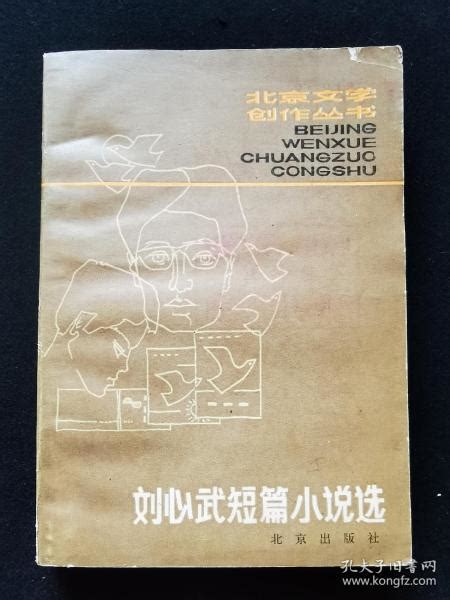 北京文学
创作丛书
BEIJING
WENXUE
CHUANGZUO
CONGSHU
刘心武短篇小说选
北京出版社
孔夫子旧书网
www.kongfz.com